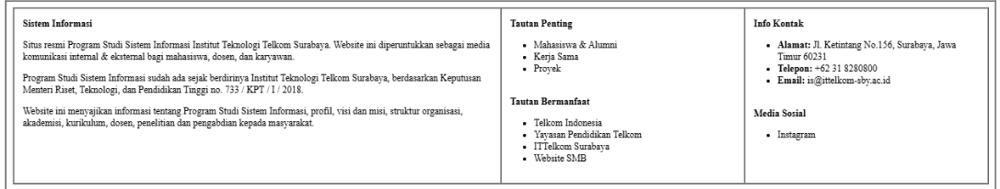 Sistem Informasi
Situs resmi Program Studi Sistem Informasi Institut Teknologi Telkom Surabaya. Website ini diperuntukkan sebagai media
komunikasi internal & eksternal bagi mahasiswa, dosen, dan karyawan.
Program Studi Sistem Informasi sudah ada sejak berdirinya Institut Teknologi Telkom Surabaya, berdasarkan Keputusan
Menteri Riset, Teknologi, dan Pendidikan Tinggi no. 733 / KPT / I / 2018.
Website ini menyajikan informasi tentang Program Studi Sistem Informasi, profil, visi dan misi, struktur organisasi,
akademisi, kurikulum, dosen, penelitian dan pengabdian kepada masyarakat.
Tautan Penting
Mahasiswa & Alumni
Kerja Sama
Proyek
Tautan Bermanfaat
Telkom Indonesia
Yayasan Pendidikan Telkom
ITTelkom Surabaya
Website SMB
Info Kontak
Alamat: Jl. Ketintang No.156, Surabaya, Jawa
Timur 60231
Telepon: +62 31 8280800
Email: is@ittelkom-sby.ac.id
Media Sosial
Instagram